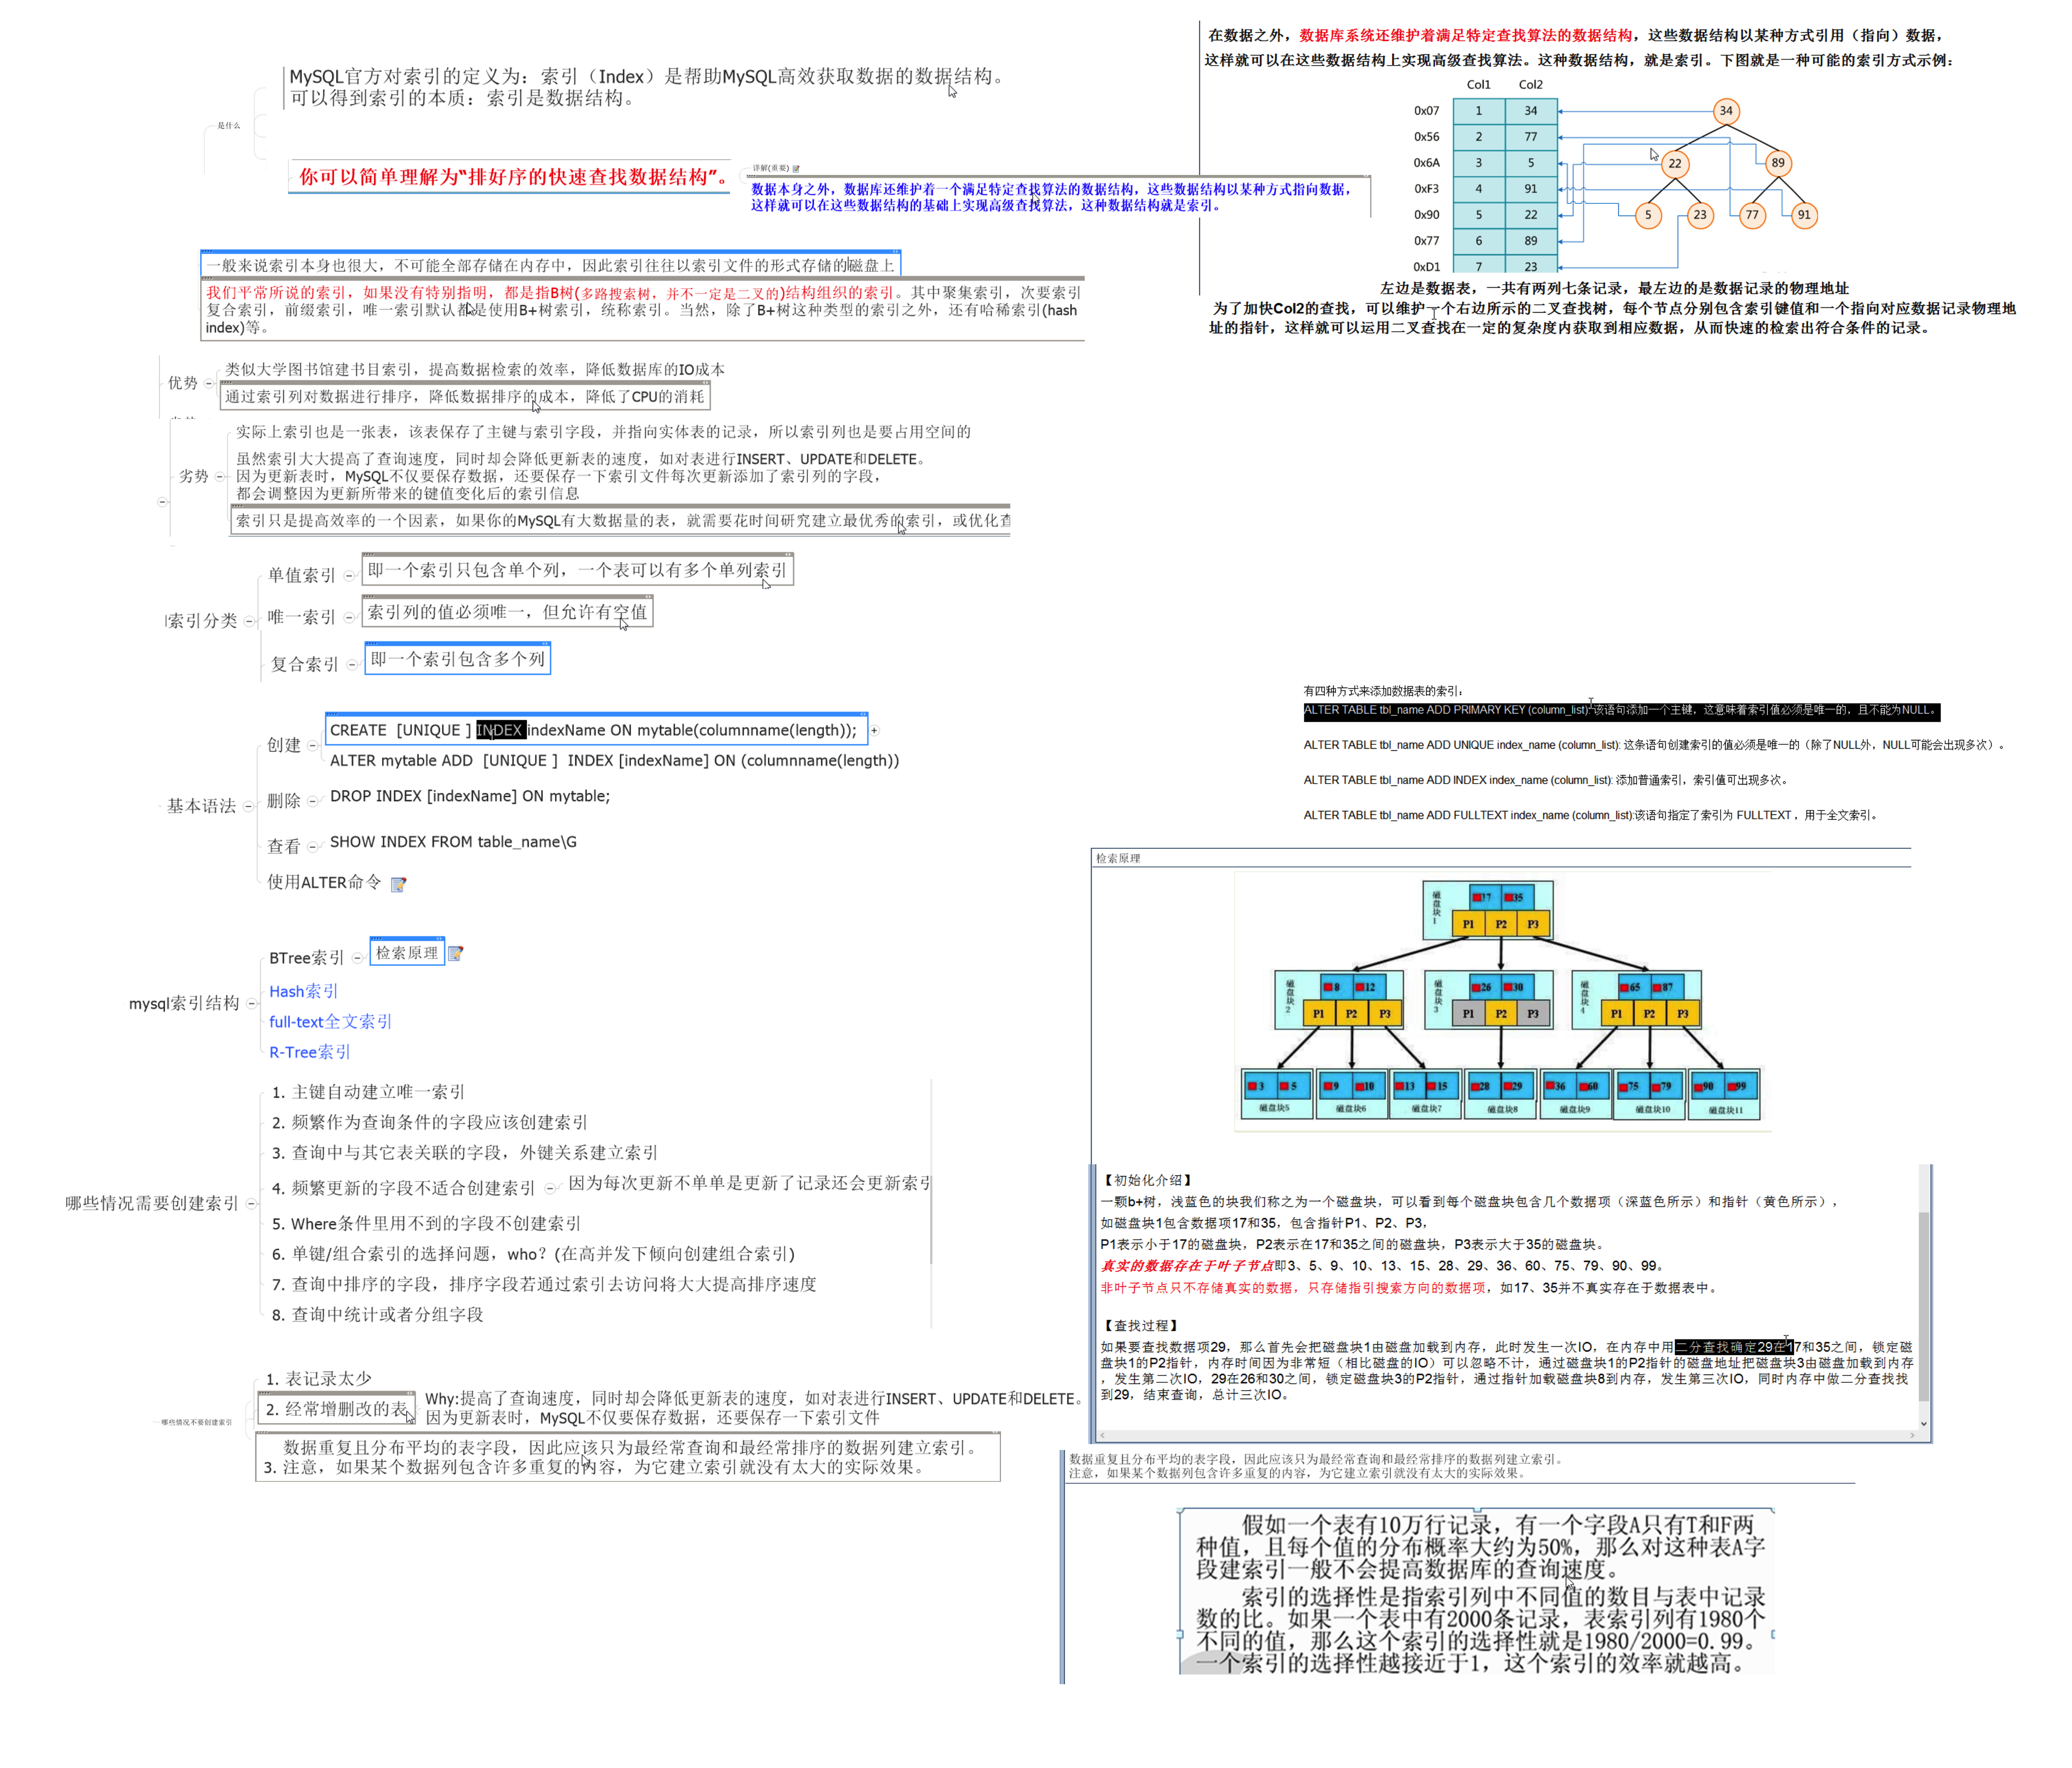 MySQL官方对索引的定义为：索引（Index）是帮助MySQL高效获取数据的数据结构。
可以得到索引的本质：索引是数据结构。
是什么
你可以简单理解为“排好序的快速查找数据结构”。
详解(重要)
数据本身之外，数据库还维护着一个满足特定查找算法的数据结构，这些数据结构以某种方式指向数据，
这样就可以在这些数据结构的基础上实现高级查找算法，这种数据结构就是索引。
在数据之外，数据库系统还维护着满足特定查找算法的数据结构，这些数据结构以某种方式引用（指向）数据，
这样就可以在这些数据结构上实现高级查找算法。这种数据结构，就是索引。下图就是一种可能的索引方式示例：
Col1 Col2
0x07 1 34
0x56 2 77
0x6A 3 5
0xF3 4 91
0x90 5 22
0x77 6 89
0xD1 7 23
34
22 89
5 23 77 91
左边是数据表，一共有两列七条记录，最左边的是数据记录的物理地址
为了加快Col2的查找，可以维护一个右边所示的二叉查找树，每个节点分别包含索引键值和一个指向对应数据记录物理地
址的指针，这样就可以运用二叉查找在一定的复杂度内获取到相应数据，从而快速的检索出符合条件的记录。
一般来说索引本身也很大，不可能全部存储在内存中，因此索引往往以索引文件的形式存储的磁盘上
我们平常所说的索引，如果没有特别指明，都是指B树(多路搜索树，并不一定是二叉的)结构组织的索引。其中聚集索引，次要索引
复合索引，前缀索引，唯一索引默认都是使用B+树索引，统称索引。当然，除了B+树这种类型的索引之外，还有哈稀索引(hash
index)等。
优势
类似大学图书馆建书目索引，提高数据检索的效率，降低数据库的IO成本
通过索引列对数据进行排序，降低数据排序的成本，降低了CPU的消耗
劣势
实际上索引也是一张表，该表保存了主键与索引字段，并指向实体表的记录，所以索引列也是要占用空间的
虽然索引大大提高了查询速度，同时却会降低更新表的速度，如对表进行INSERT、UPDATE和DELETE。
因为更新表时，MySQL不仅要保存数据，还要保存一下索引文件每次更新添加了索引列的字段，
都会调整因为更新所带来的键值变化后的索引信息
索引只是提高效率的一个因素，如果你的MySQL有大数据量的表，就需要花时间研究建立最优秀的索引，或优化查
索引分类
单值索引
即一个索引只包含单个列，一个表可以有多个单列索引
唯一索引
索引列的值必须唯一，但允许有空值
复合索引
即一个索引包含多个列
基本语法
创建
CREATE [UNIQUE ] INDEX indexName ON mytable(columnname(length));
ALTER mytable ADD [UNIQUE ] INDEX [indexName] ON (columnname(length))
删除
DROP INDEX [indexName] ON mytable;
查看
SHOW INDEX FROM table_name\G
使用ALTER命令
有四种方式来添加数据表的索引：
ALTER TABLE tbl_name ADD PRIMARY KEY (column_list): 该语句添加一个主键，这意味着索引值必须是唯一的，且不能为NULL。
ALTER TABLE tbl_name ADD UNIQUE index_name (column_list): 这条语句创建索引的值必须是唯一的（除了NULL外，NULL可能会出现多次）。
ALTER TABLE tbl_name ADD INDEX index_name (column_list): 添加普通索引，索引值可出现多次。
ALTER TABLE tbl_name ADD FULLTEXT index_name (column_list):该语句指定了索引为 FULLTEXT ，用于全文索引。
mysql索引结构
BTree索引
检索原理
Hash索引
full-text全文索引
R-Tree索引
检索原理
磁盘块1 17 35
P1 P2 P3
磁盘块2 8 12
P1 P2 P3
磁盘块3 26 30
P1 P2 P3
磁盘块4 65 87
P1 P2 P3
3 5 磁盘块5
9 10 磁盘块6
13 15 磁盘块7
28 29 磁盘块8
36 60 磁盘块9
75 79 磁盘块10
90 99 磁盘块11
【初始化介绍】
一颗b+树，浅蓝色的块我们称之为一个磁盘块，可以看到每个磁盘块包含几个数据项（深蓝色所示）和指针（黄色所示），
如磁盘块1包含数据项17和35，包含指针P1、P2、P3，
P1表示小于17的磁盘块，P2表示在17和35之间的磁盘块，P3表示大于35的磁盘块。
真实的数据存在于叶子节点即3、5、9、10、13、15、28、29、36、60、75、79、90、99。
非叶子节点只不存储真实的数据，只存储指引搜索方向的数据项，如17、35并不真实存在于数据表中。
【查找过程】
如果要查找数据项29，那么首先会把磁盘块1由磁盘加载到内存，此时发生一次IO，在内存中用二分查找确定29在17和35之间，锁定磁
盘块1的P2指针，内存时间因为非常短（相比磁盘的IO）可以忽略不计，通过磁盘块1的P2指针的磁盘地址把磁盘块3由磁盘加载到内存
，发生第二次IO，29在26和30之间，锁定磁盘块3的P2指针，通过指针加载磁盘块8到内存，发生第三次IO，同时内存中做二分查找找
到29，结束查询，总计三次IO。
哪些情况需要创建索引
1. 主键自动建立唯一索引
2. 频繁作为查询条件的字段应该创建索引
3. 查询中与其它表关联的字段，外键关系建立索引
4. 频繁更新的字段不适合创建索引
因为每次更新不单单是更新了记录还会更新索引
5. Where条件里用不到的字段不创建索引
6. 单键/组合索引的选择问题，who？(在高并发下倾向创建组合索引)
7. 查询中排序的字段，排序字段若通过索引去访问将大大提高排序速度
8. 查询中统计或者分组字段
哪些情况不要创建索引
1. 表记录太少
2. 经常增删改的表
Why:提高了查询速度，同时却会降低更新表的速度，如对表进行INSERT、UPDATE和DELETE。
因为更新表时，MySQL不仅要保存数据，还要保存一下索引文件
数据重复且分布平均的表字段，因此应该只为最经常查询和最经常排序的数据列建立索引。
3. 注意，如果某个数据列包含许多重复的内容，为它建立索引就没有太大的实际效果。
数据重复且分布平均的表字段，因此应该只为最经常查询和最经常排序的数据列建立索引。
注意，如果某个数据列包含许多重复的内容，为它建立索引就没有太大的实际效果。
假如一个表有10万行记录，有一个字段A只有T和F两
种值，且每个值的分布概率大约为50%，那么对这种表A字
段建索引一般不会提高数据库的查询速度。
索引的选择性是指索引列中不同值的数目与表中记录
数的比。如果一个表中有2000条记录，表索引列有1980个
不同的值，那么这个索引的选择性就是1980/2000=0.99。
一个索引的选择性越接近于1，这个索引的效率就越高。